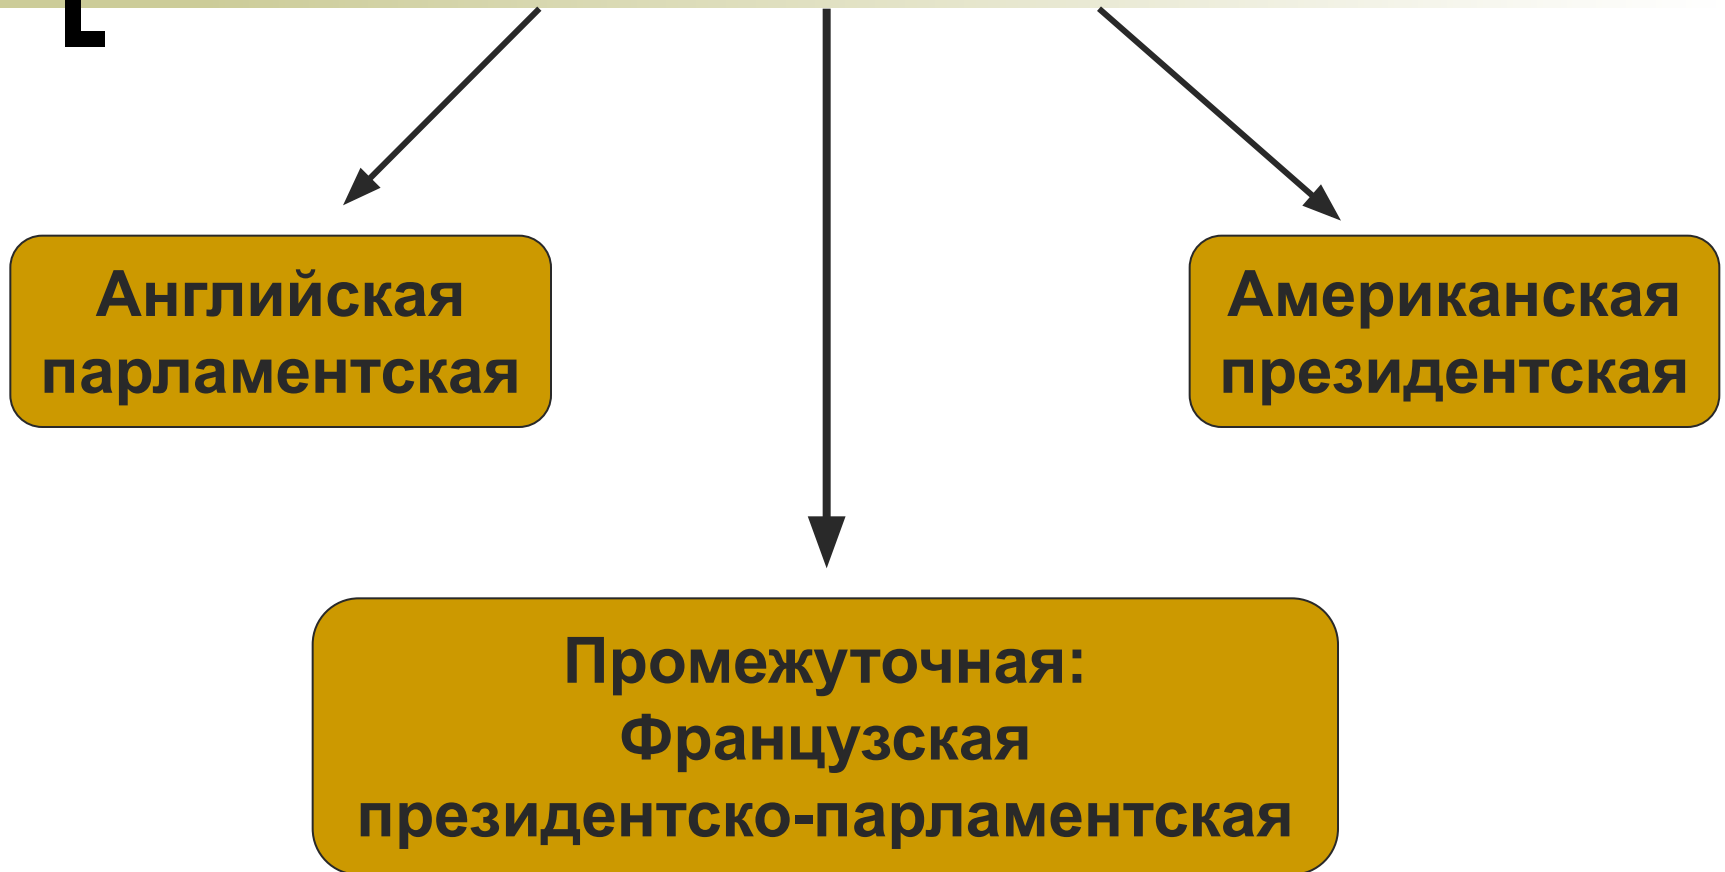 Английская
парламентская
Американская
президентская
Промежуточная:
Французская
президентско-парламентская